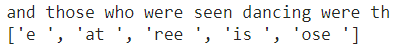 and those who were seen dancing were th
['e ', 'at ', 'ree ', 'is ', 'ose ']